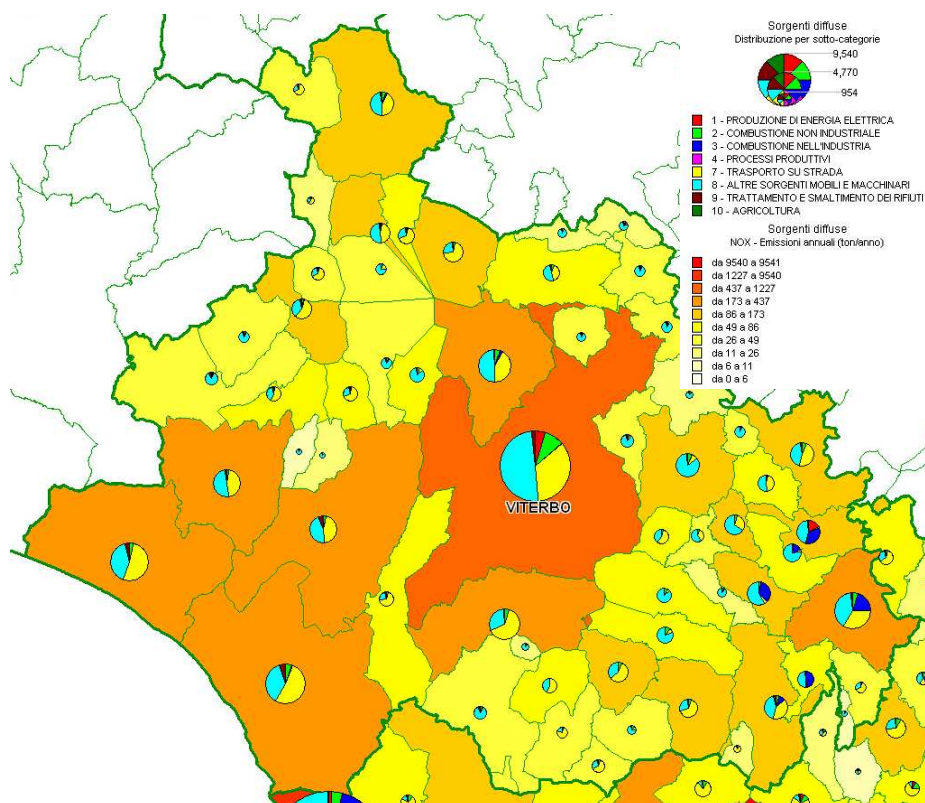 Sorgenti diffuse
Distribuzione per sotto-categorie
9,540
4,770
954
1 - PRODUZIONE DI ENERGIA ELETTRICA
2 - COMBUSTIONE NON INDUSTRIALE
3 - COMBUSTIONE NELL'INDUSTRIA
4 - PROCESSI PRODUTTIVI
7 - TRASPORTO SU STRADA
8 - ALTRE SORGENTI MOBILI E MACCHINARI
9 - TRATTAMENTO E SMALTIMENTO DEI RIFIUTI
10 - AGRICOLTURA
Sorgenti diffuse
NOX - Emissioni annuali (ton/anno)
da 9540 a 9541
da 1227 a 9540
da 437 a 1227
da 173 a 437
da 86 a 173
da 49 a 86
da 26 a 49
da 11 a 26
da 6 a 11
da 0 a 6
VITERBO